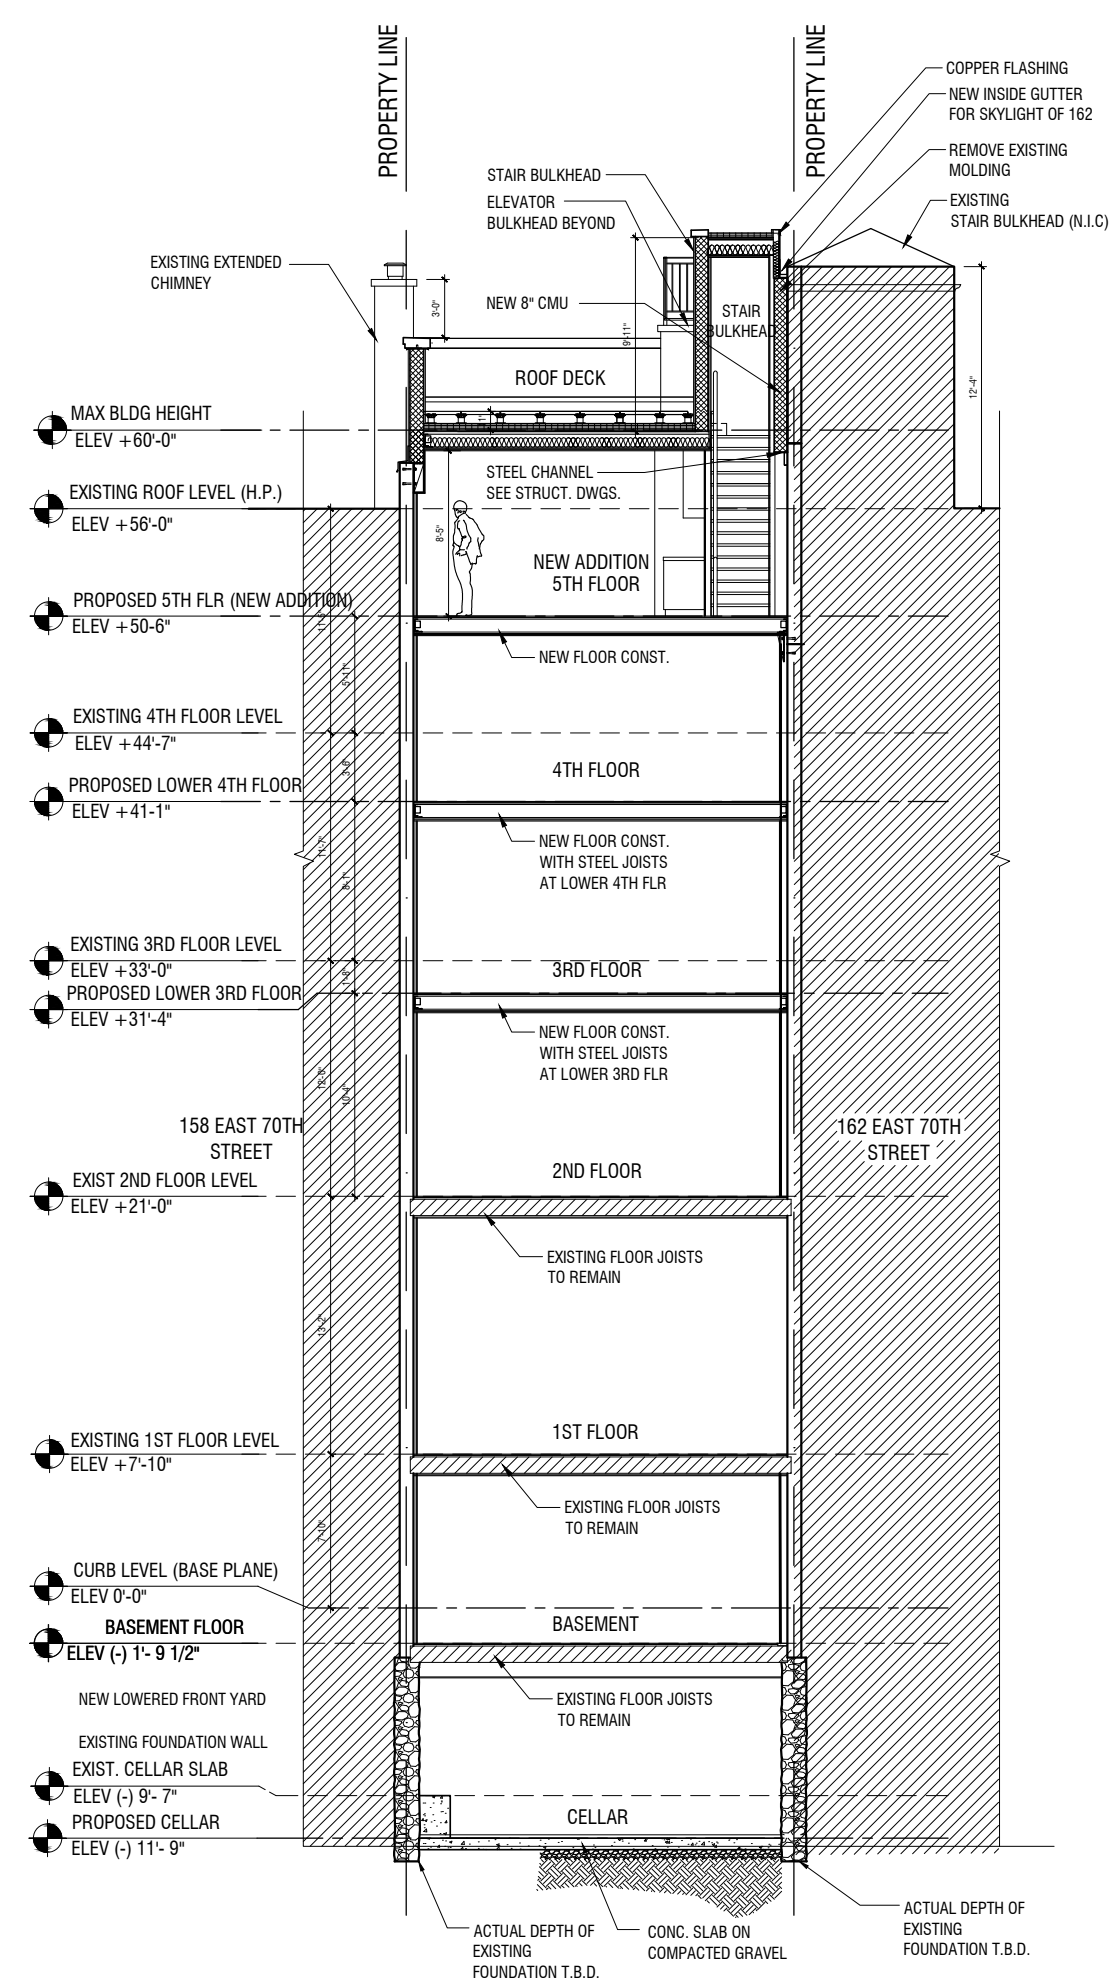 PROPERTY LINE
PROPERTY LINE
COPPER FLASHING
NEW INSIDE GUTTER
FOR SKYLIGHT OF 162
REMOVE EXISTING
MOLDING
EXISTING
STAIR BULKHEAD (N.I.C)
STAIR BULKHEAD
ELEVATOR
BULKHEAD BEYOND
EXISTING EXTENDED
CHIMNEY
3'-0"
NEW 8" CMU
9'-11"
STAIR
BULKHEAD
ROOF DECK
12'-4"
MAX BLDG HEIGHT
ELEV +60'-0"
STEEL CHANNEL
SEE STRUCT. DWGS.
EXISTING ROOF LEVEL (H.P.)
ELEV +56'-0"
8'-5"
NEW ADDITION
5TH FLOOR
PROPOSED 5TH FLR (NEW ADDITION)
ELEV +50-6"
NEW FLOOR CONST.
5'-11"
EXISTING 4TH FLOOR LEVEL
ELEV +44'-7"
3'-6"
4TH FLOOR
PROPOSED LOWER 4TH FLOOR
ELEV +41-1"
NEW FLOOR CONST.
WITH STEEL JOISTS
AT LOWER 4TH FLR
11'-7"
8'-1"
EXISTING 3RD FLOOR LEVEL
ELEV +33'-0"
3RD FLOOR
1'-8"
PROPOSED LOWER 3RD FLOOR
ELEV +31'-4"
NEW FLOOR CONST.
WITH STEEL JOISTS
AT LOWER 3RD FLR
10'-4"
158 EAST 70TH
STREET
162 EAST 70TH
STREET
2ND FLOOR
EXIST 2ND FLOOR LEVEL
ELEV +21'-0"
EXISTING FLOOR JOISTS
TO REMAIN
13'-2"
1ST FLOOR
EXISTING 1ST FLOOR LEVEL
ELEV +7'-10"
EXISTING FLOOR JOISTS
TO REMAIN
7'-10"
CURB LEVEL (BASE PLANE)
ELEV 0'-0"
BASEMENT
BASEMENT FLOOR
ELEV (-) 1'- 9 1/2"
NEW LOWERED FRONT YARD
EXISTING FLOOR JOISTS
TO REMAIN
EXISTING FOUNDATION WALL
EXIST. CELLAR SLAB
ELEV (-) 9'- 7"
CELLAR
PROPOSED CELLAR
ELEV (-) 11'- 9"
ACTUAL DEPTH OF
EXISTING
FOUNDATION T.B.D.
CONC. SLAB ON
COMPACTED GRAVEL
ACTUAL DEPTH OF
EXISTING
FOUNDATION T.B.D.